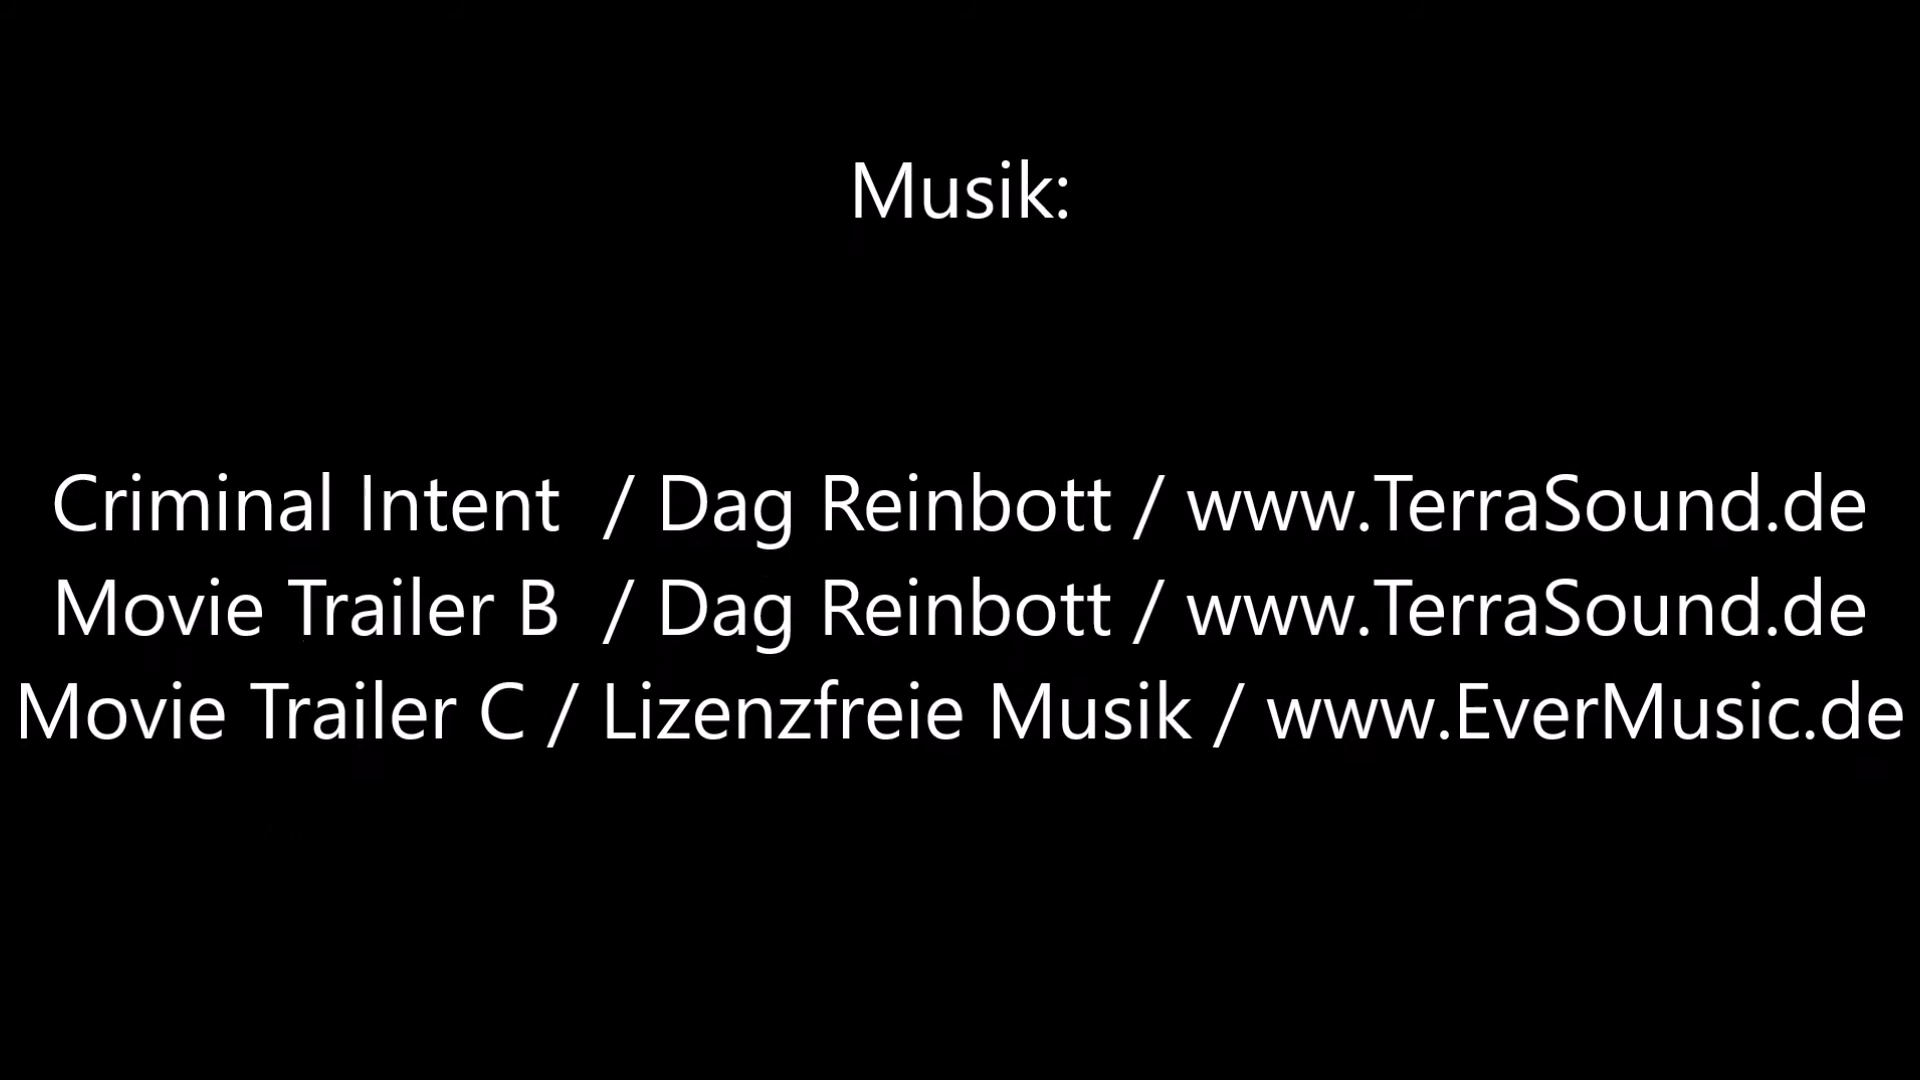 Musik:
Criminal Intent / Dag Reinbott / www.TerraSound.de
Movie Trailer B / Dag Reinbott / www.TerraSound.de
Movie Trailer C / Lizenzfreie Musik / www.EverMusic.de